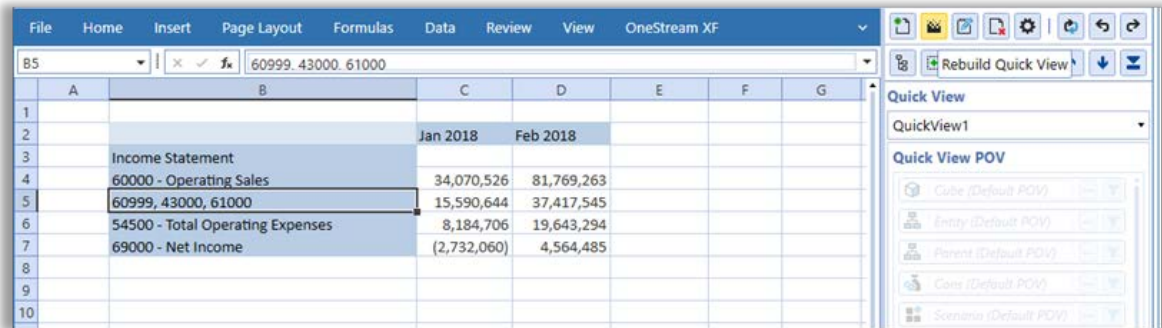 File Home Insert Page Layout Formulas Data Review View OneStream XF
B5 fx 60999. 43000. 61000
Rebuild Quick View
A B C D E F G
Quick View
1
QuickView1
2 Jan 2018 Feb 2018
3 Income Statement
Quick View POV
4 60000 - Operating Sales 34,070,526 81,769,263
Cube (Default POV)
5 60999, 43000, 61000 15,590,644 37,417,545
Entity (Default POV)
6 54500 - Total Operating Expenses 8,184,706 19,643,294
Parent (Default POV)
7 69000 - Net Income (2,732,060) 4,564,485
8
9
Cons (Default POV)
10
Scenario (Default POV)